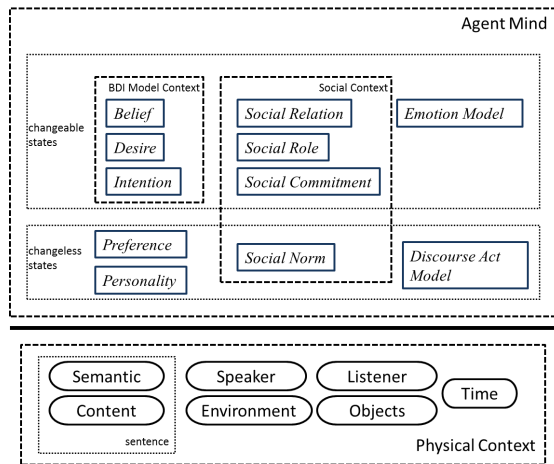 Agent Mind
BDI Model Context
Social Context
changeable
states
Belief
Desire
Intention
Social Relation
Social Role
Social Commitment
Emotion Model
changeless
states
Preference
Personality
Social Norm
Discourse Act
Model
Semantic
Content
sentence
Speaker
Listener
Environment
Objects
Time
Physical Context